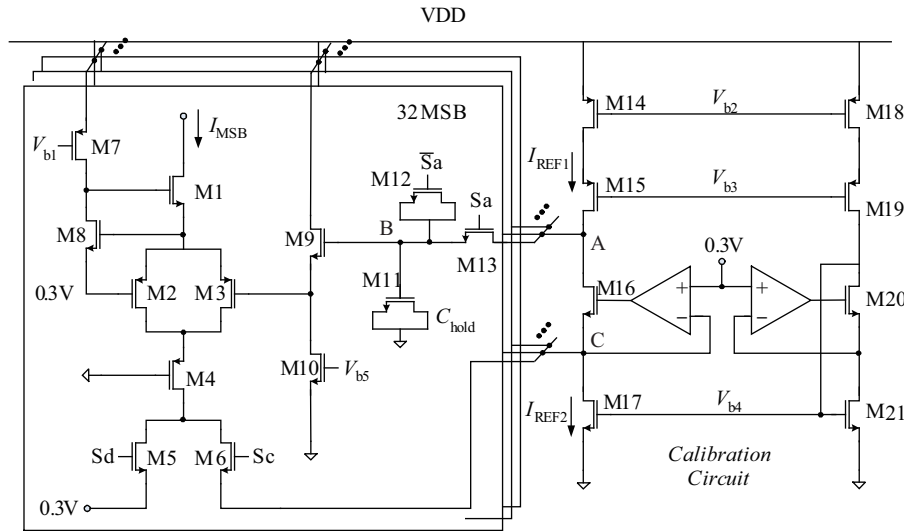 VDD
32MSB
M14
V_b2
M18
I_MSB
V_b1
M7
S̅a̅
I_REF1
M12
Sa
M15
V_b3
M19
M1
B
A
0.3V
M8
M9
M13
M11
M16
M20
0.3V
M2
M3
C_hold
+
+
−
−
C
M4
M10
V_b5
M17
V_b4
M21
I_REF2
Sd
M5
M6
Sc
Calibration
Circuit
0.3V